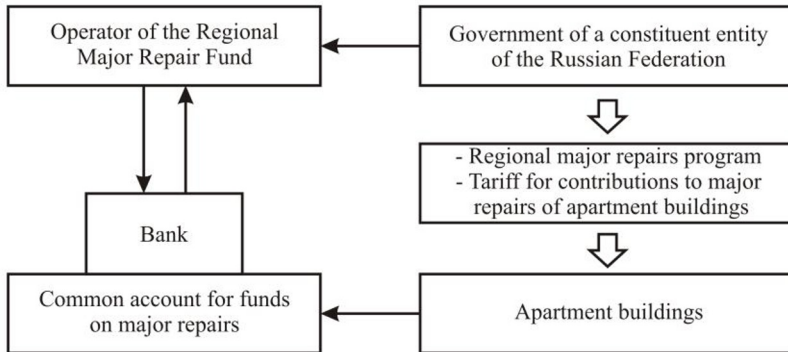 Operator of the Regional
Major Repair Fund
Government of a constituent entity
of the Russian Federation
- Regional major repairs program
- Tariff for contributions to major
repairs of apartment buildings
Bank
Common account for funds
on major repairs
Apartment buildings